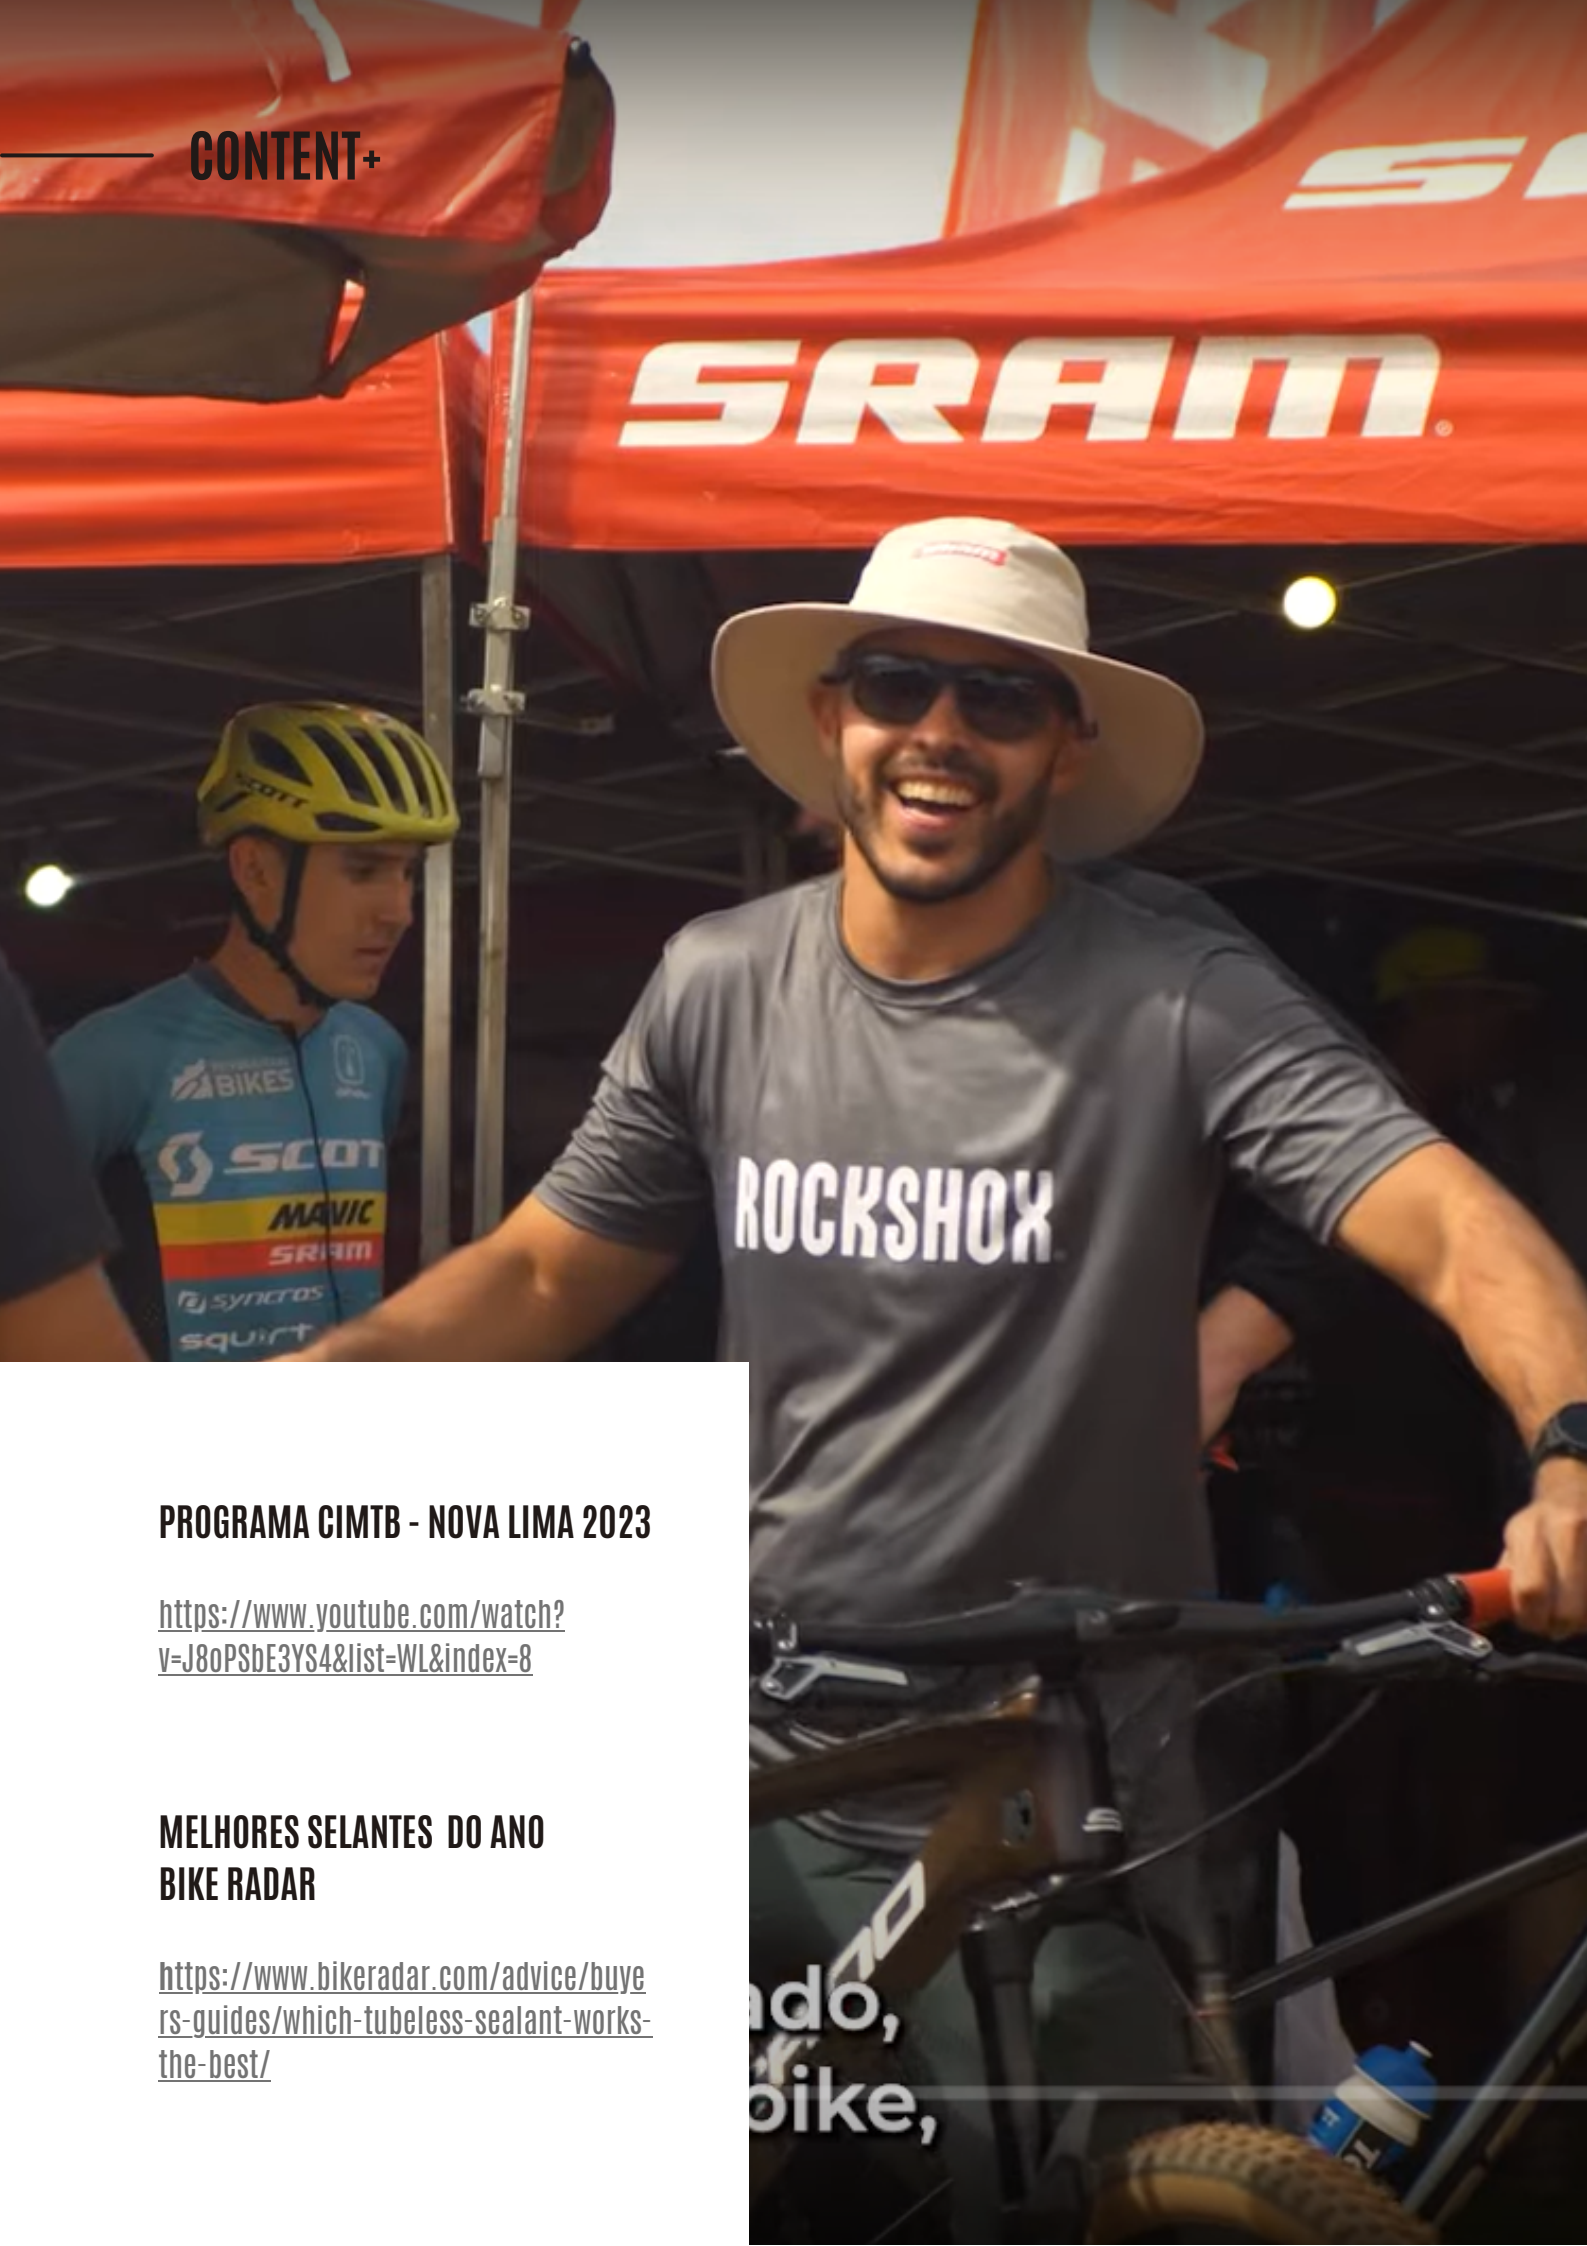 CONTENT+
SRAM
SCOTT
BIKES
SCOT
MAVIC
SRAM
syncros
squirt
ROCKSHOX
PROGRAMA CIMTB - NOVA LIMA 2023
https://www.youtube.com/watch?
v=J8oPSbE3YS4&list=WL&index=8
MELHORES SELANTES DO ANO
BIKE RADAR
https://www.bikeradar.com/advice/buye
rs-guides/which-tubeless-sealant-works-
the-best/
ado,
bike,